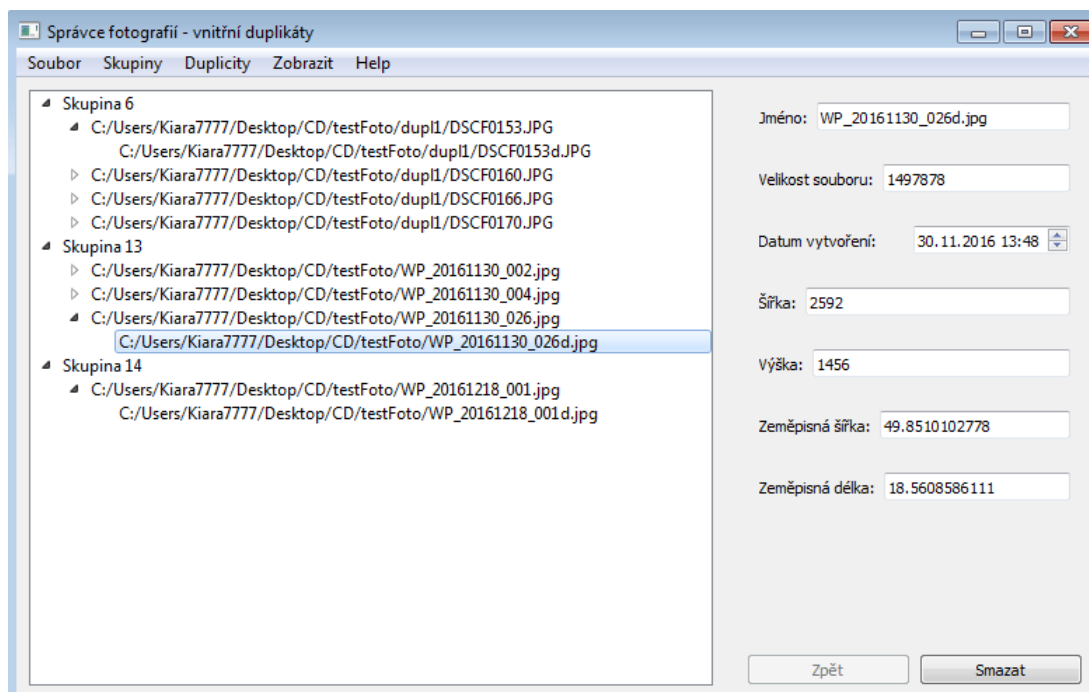 Správce fotografií - vnitřní duplikáty
Soubor Skupiny Duplicity Zobrazit Help
Skupina 6
C:/Users/Kiara7777/Desktop/CD/testFoto/dupl1/DSCF0153.JPG
C:/Users/Kiara7777/Desktop/CD/testFoto/dupl1/DSCF0153d.JPG
C:/Users/Kiara7777/Desktop/CD/testFoto/dupl1/DSCF0160.JPG
C:/Users/Kiara7777/Desktop/CD/testFoto/dupl1/DSCF0166.JPG
C:/Users/Kiara7777/Desktop/CD/testFoto/dupl1/DSCF0170.JPG
Skupina 13
C:/Users/Kiara7777/Desktop/CD/testFoto/WP_20161130_002.jpg
C:/Users/Kiara7777/Desktop/CD/testFoto/WP_20161130_004.jpg
C:/Users/Kiara7777/Desktop/CD/testFoto/WP_20161130_026.jpg
C:/Users/Kiara7777/Desktop/CD/testFoto/WP_20161130_026d.jpg
Skupina 14
C:/Users/Kiara7777/Desktop/CD/testFoto/WP_20161218_001.jpg
C:/Users/Kiara7777/Desktop/CD/testFoto/WP_20161218_001d.jpg
Jméno: WP_20161130_026d.jpg
Velikost souboru: 1497878
Datum vytvoření: 30.11.2016 13:48
Šířka: 2592
Výška: 1456
Zeměpisná šířka: 49.8510102778
Zeměpisná délka: 18.5608586111
Zpět Smazat